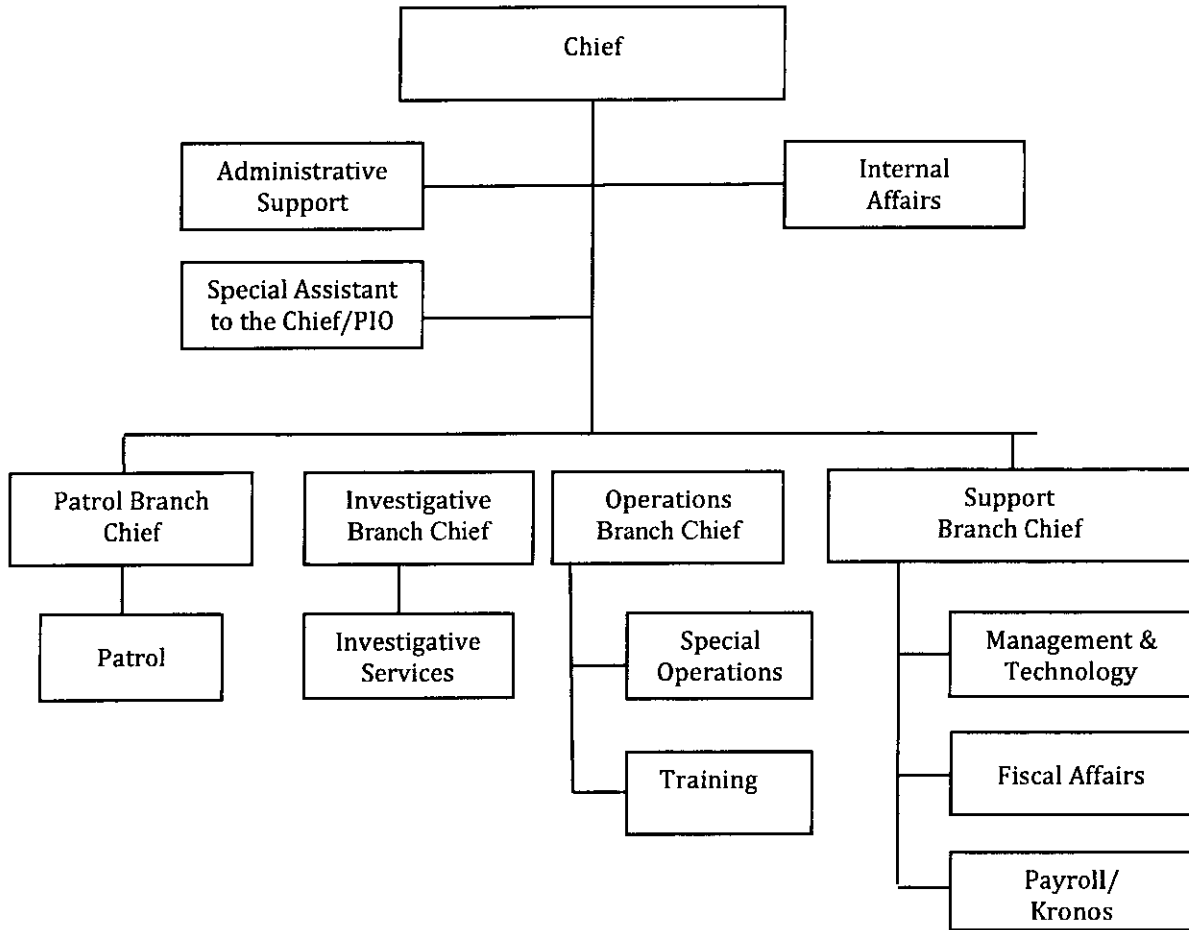 Chief
Administrative
Support
Internal
Affairs
Special Assistant
to the Chief/PIO
Patrol Branch
Chief
Investigative
Branch Chief
Operations
Branch Chief
Support
Branch Chief
Patrol
Investigative
Services
Special
Operations
Training
Management &
Technology
Fiscal Affairs
Payroll/
Kronos